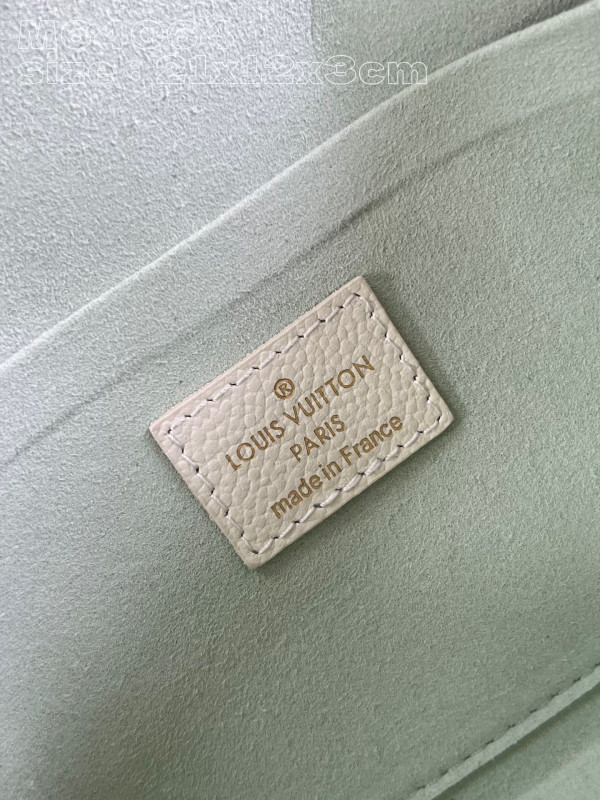 size : 21x12x3cm
®
LOUIS VUITTON
PARIS
made in France